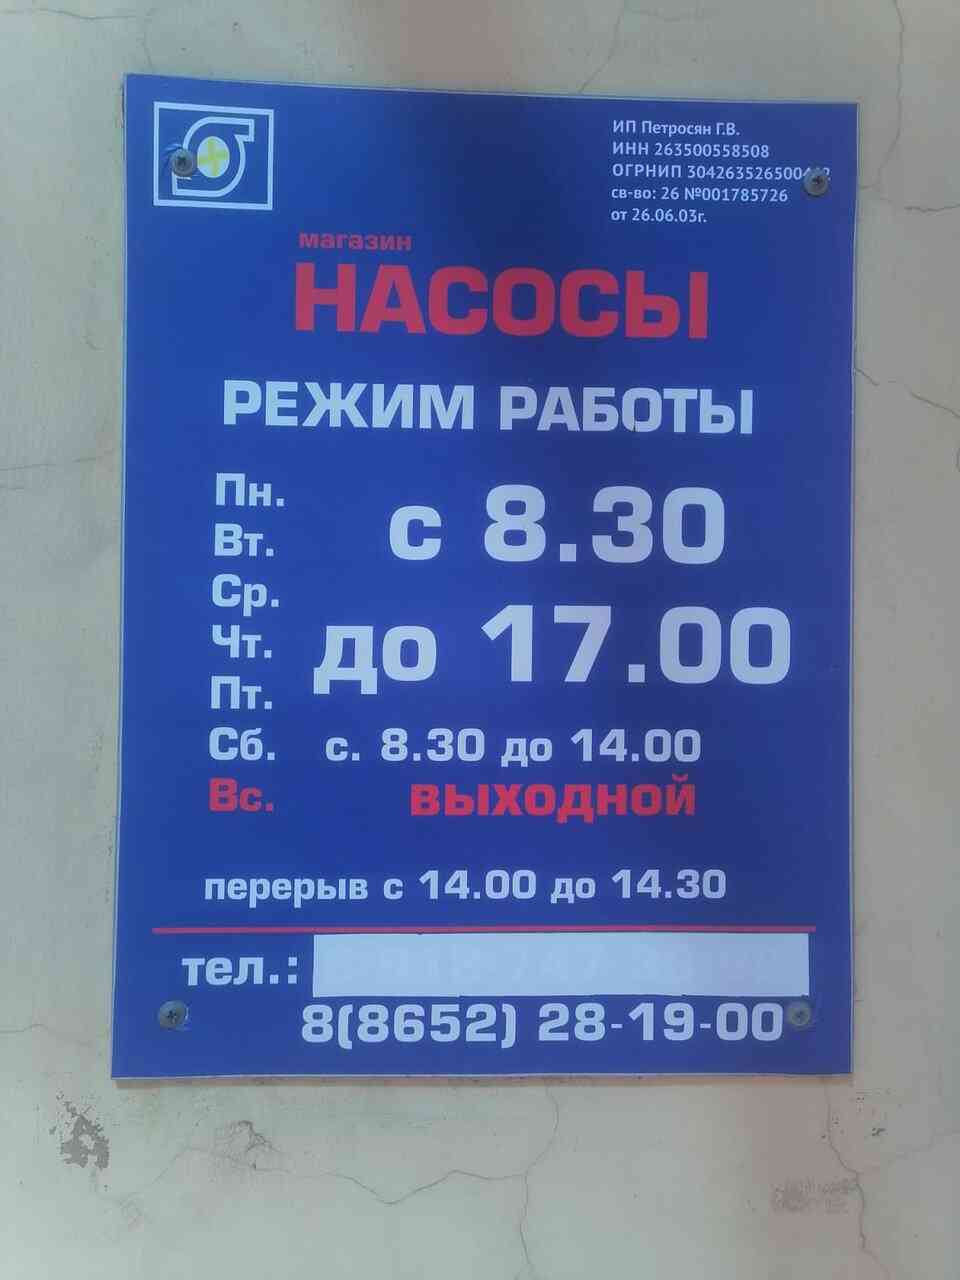 ИП Петросян Г.В.
ИНН 263500558508
ОГРНИП
св-во: 26 №001785726
от 26.06.03г.
магазин
НАСОСЫ
РЕЖИМ РАБОТЫ
Пн.
Вт.
Ср.
Чт.
Пт.
с 8.30
до 17.00
Сб. с. 8.30 до 14.00
Вс. выходной
перерыв с 14.00 до 14.30
тел.:
8(8652) 28-19-00